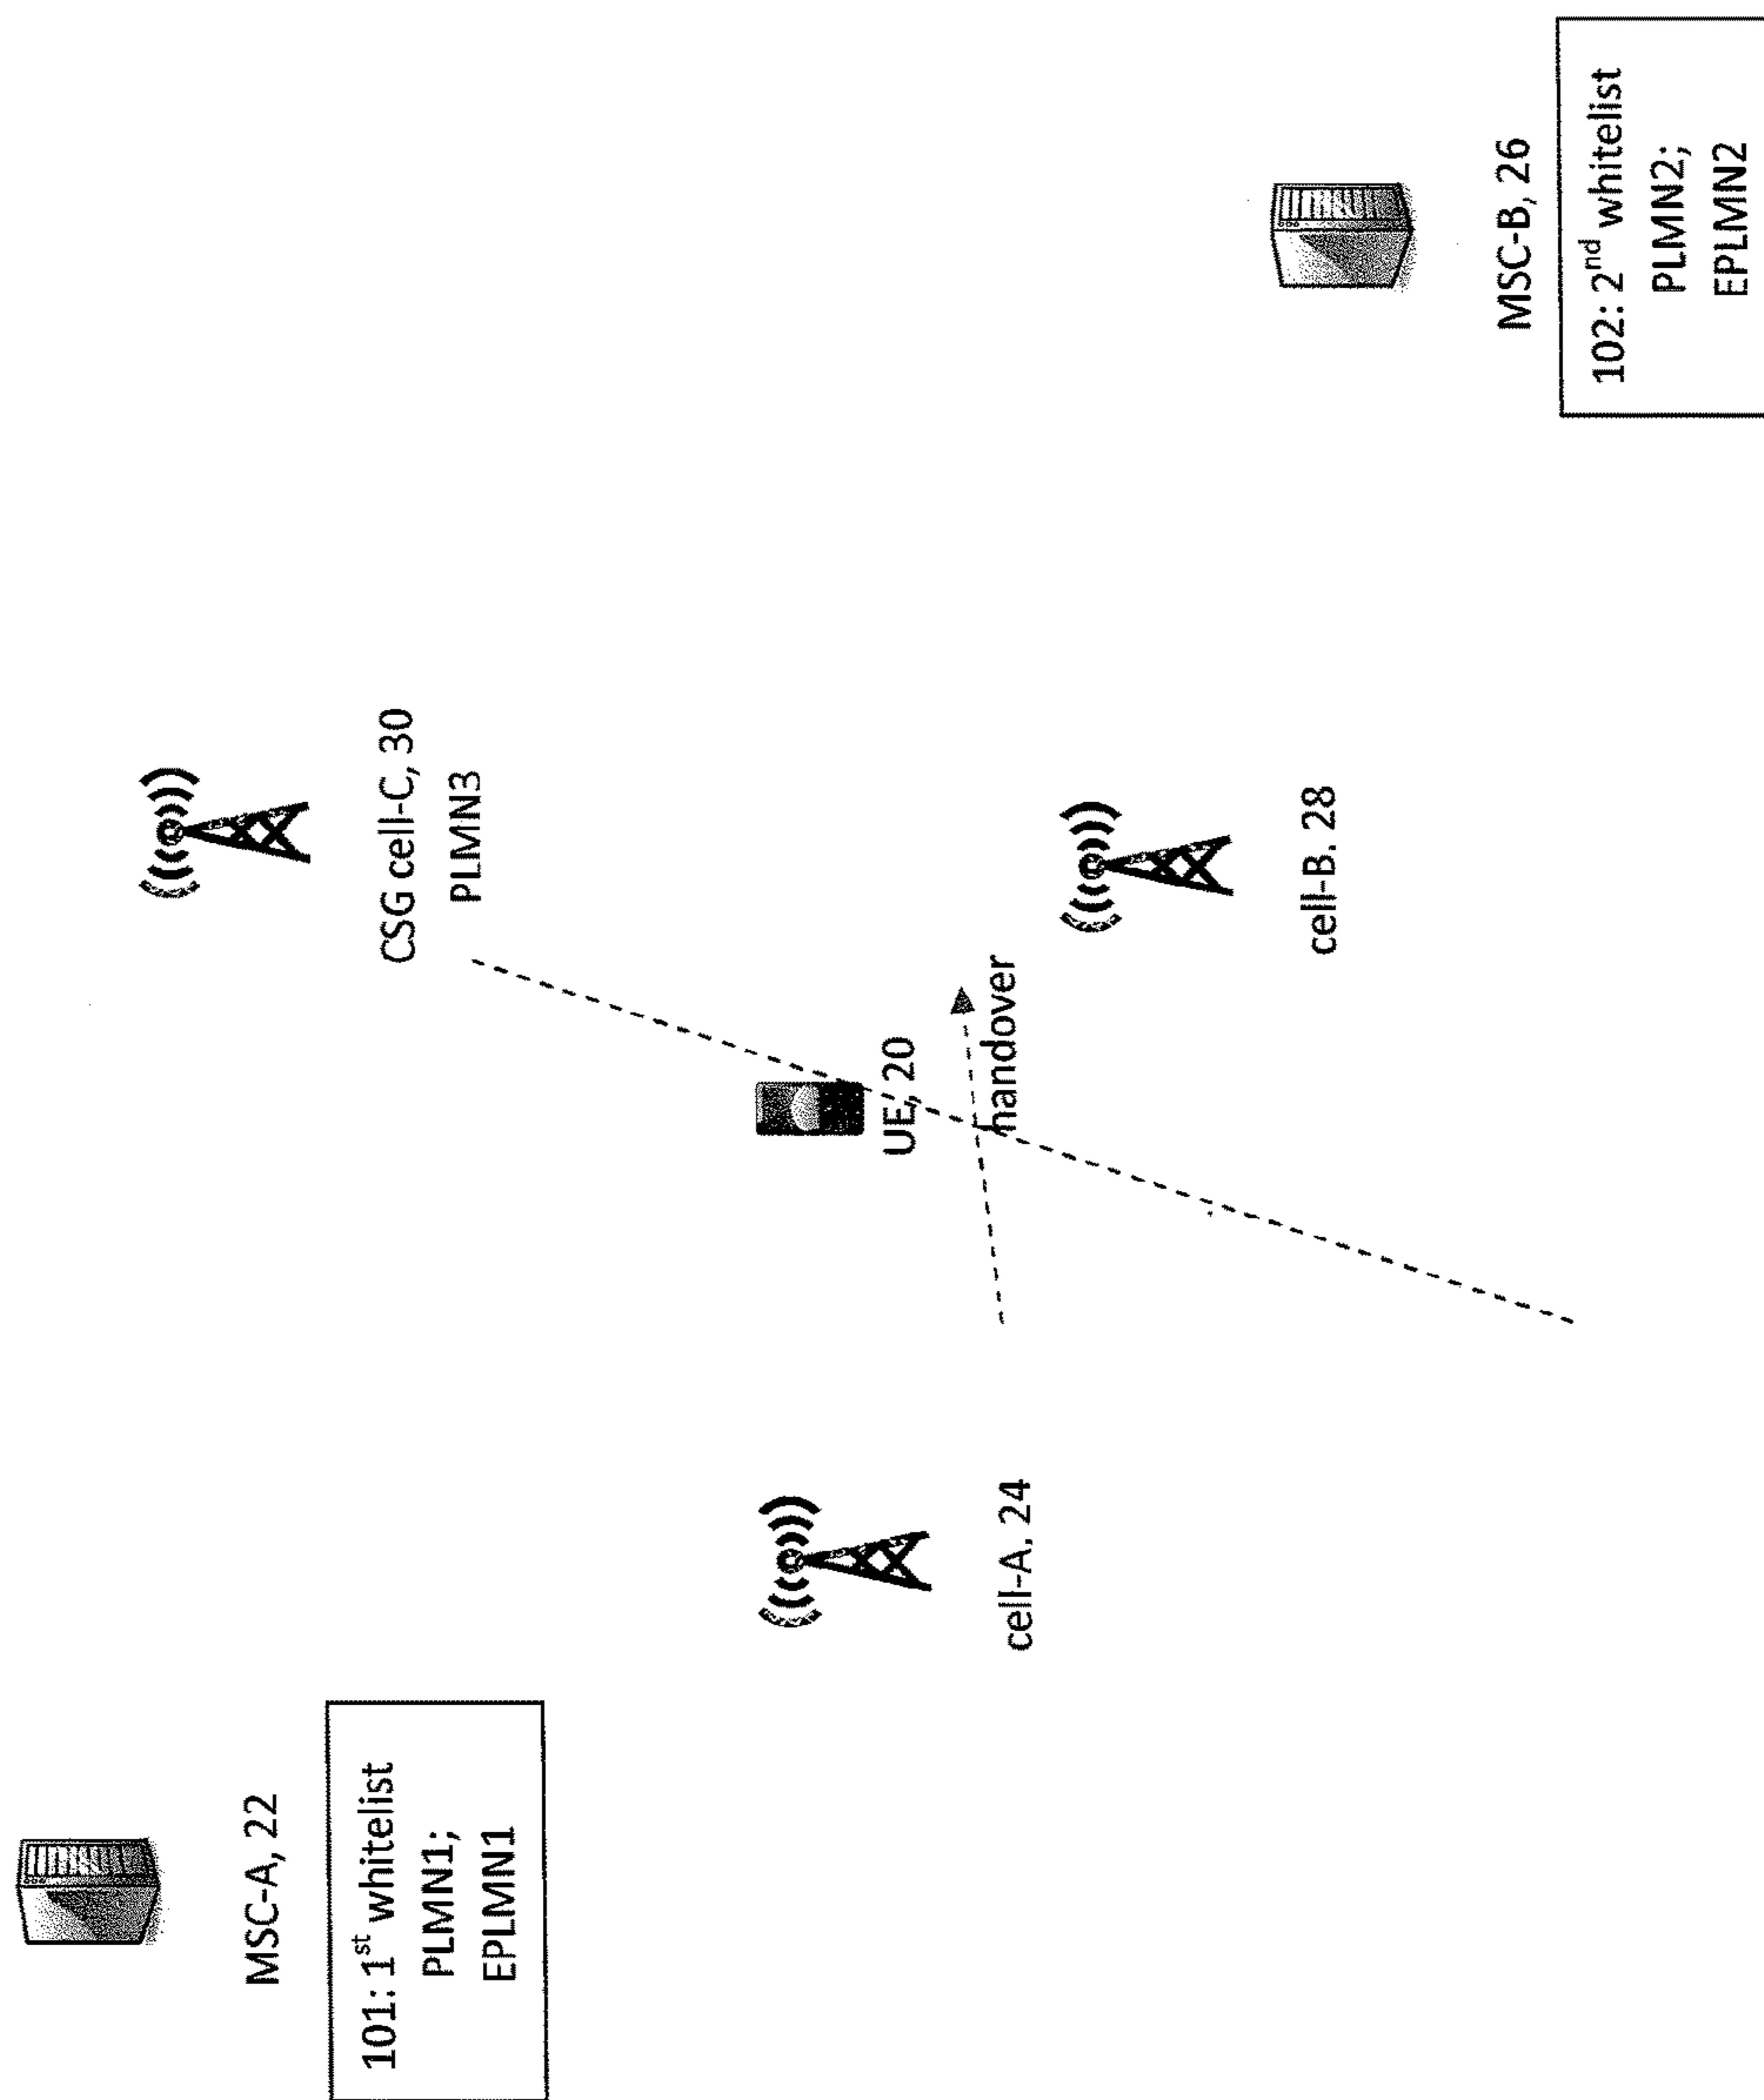 MSC-A, 22
101: 1st whitelist
PLMN1;
EPLMN1
CSG cell-C, 30
PLMN3
UE, 20
cell-A, 24
handover
cell-B. 28
MSC-B, 26
102: 2nd whitelist
PLMN2;
EPLMN2